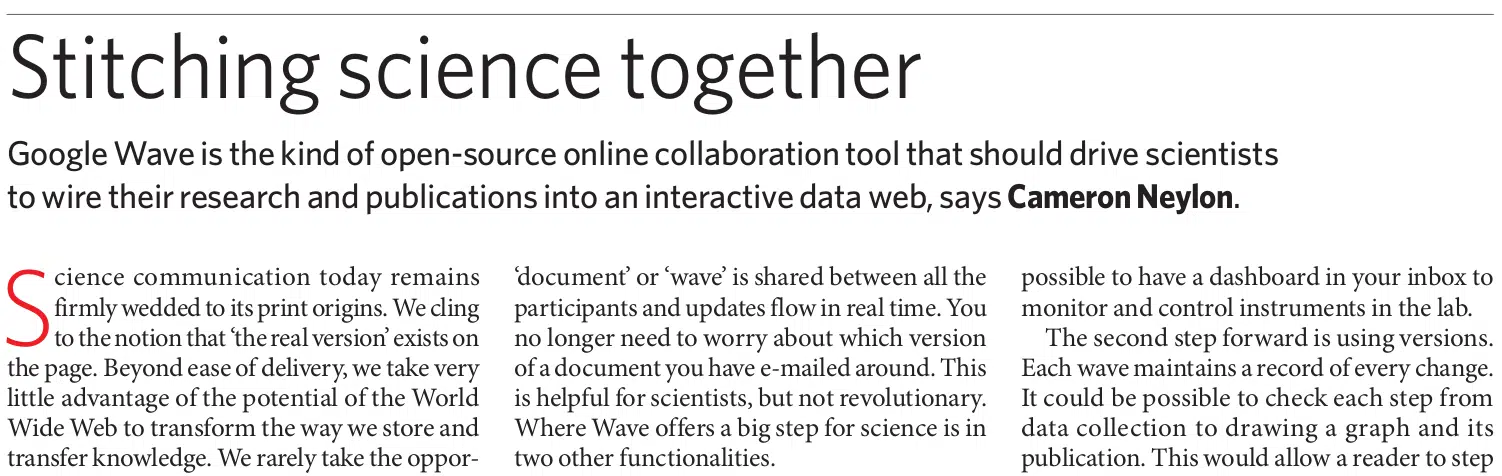 Stitching science together
Google Wave is the kind of open-source online collaboration tool that should drive scientists
to wire their research and publications into an interactive data web, says Cameron Neylon.
Science communication today remains
firmly wedded to its print origins. We cling
to the notion that ‘the real version’ exists on
the page. Beyond ease of delivery, we take very
little advantage of the potential of the World
Wide Web to transform the way we store and
transfer knowledge. We rarely take the oppor-
‘document’ or ‘wave’ is shared between all the
participants and updates flow in real time. You
no longer need to worry about which version
of a document you have e-mailed around. This
is helpful for scientists, but not revolutionary.
Where Wave offers a big step for science is in
two other functionalities.
possible to have a dashboard in your inbox to
monitor and control instruments in the lab.
The second step forward is using versions.
Each wave maintains a record of every change.
It could be possible to check each step from
data collection to drawing a graph and its
publication. This would allow a reader to step